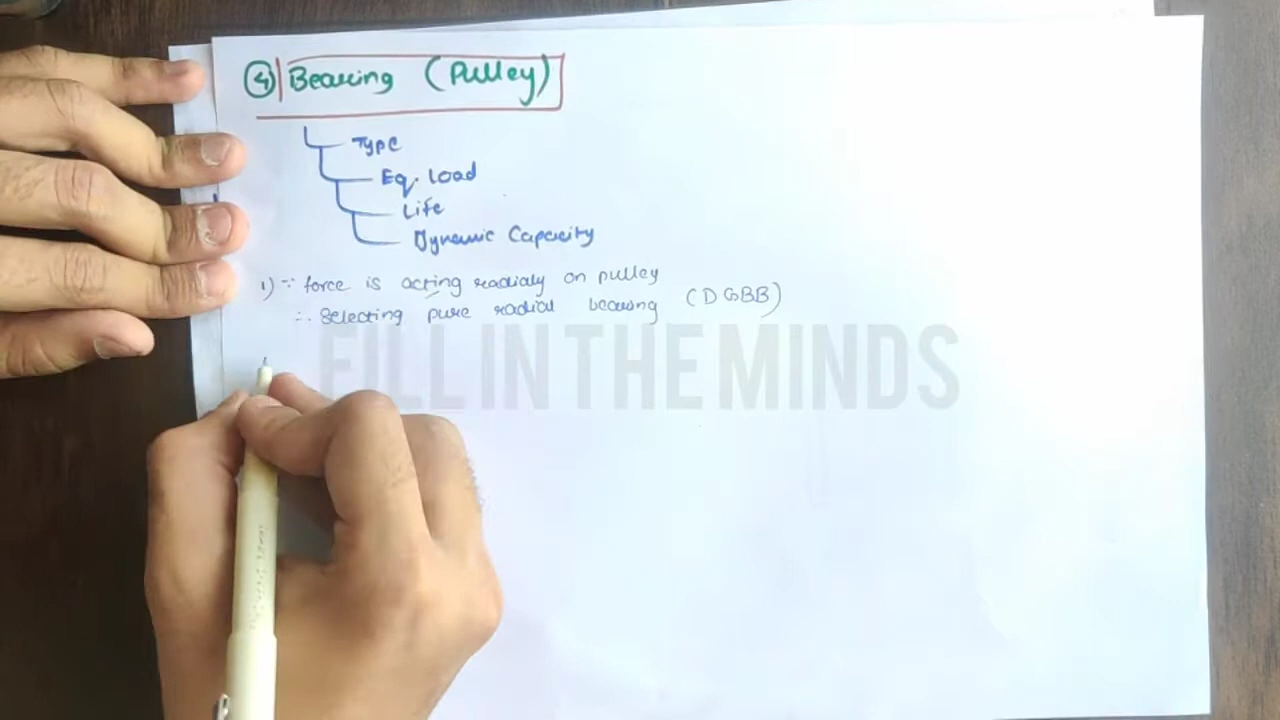 4 Bearing (Pulley)
Type
Eq. load
Life
Dynamic Capacity
1) ∵ force is acting radialy on pulley
∴ Selecting pure radial bearing (DGBB)
FILL IN THE MINDS